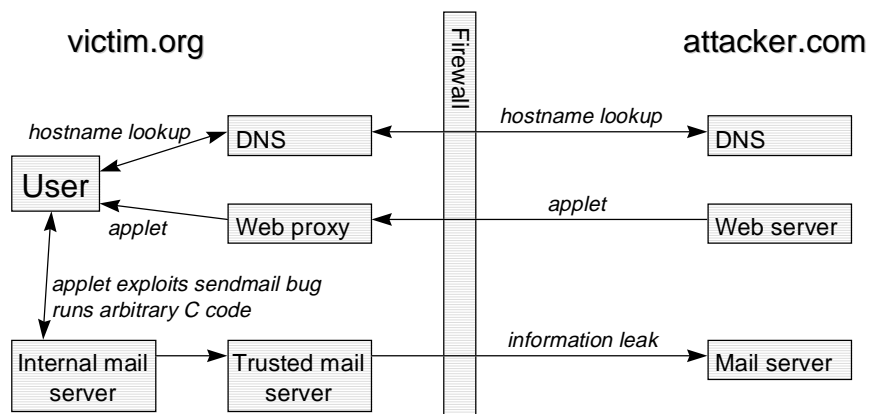 victim.org
Firewall
attacker.com
hostname lookup
DNS
hostname lookup
DNS
User
applet
Web proxy
applet
Web server
applet exploits sendmail bug
runs arbitrary C code
information leak
Internal mail
server
Trusted mail
server
Mail server